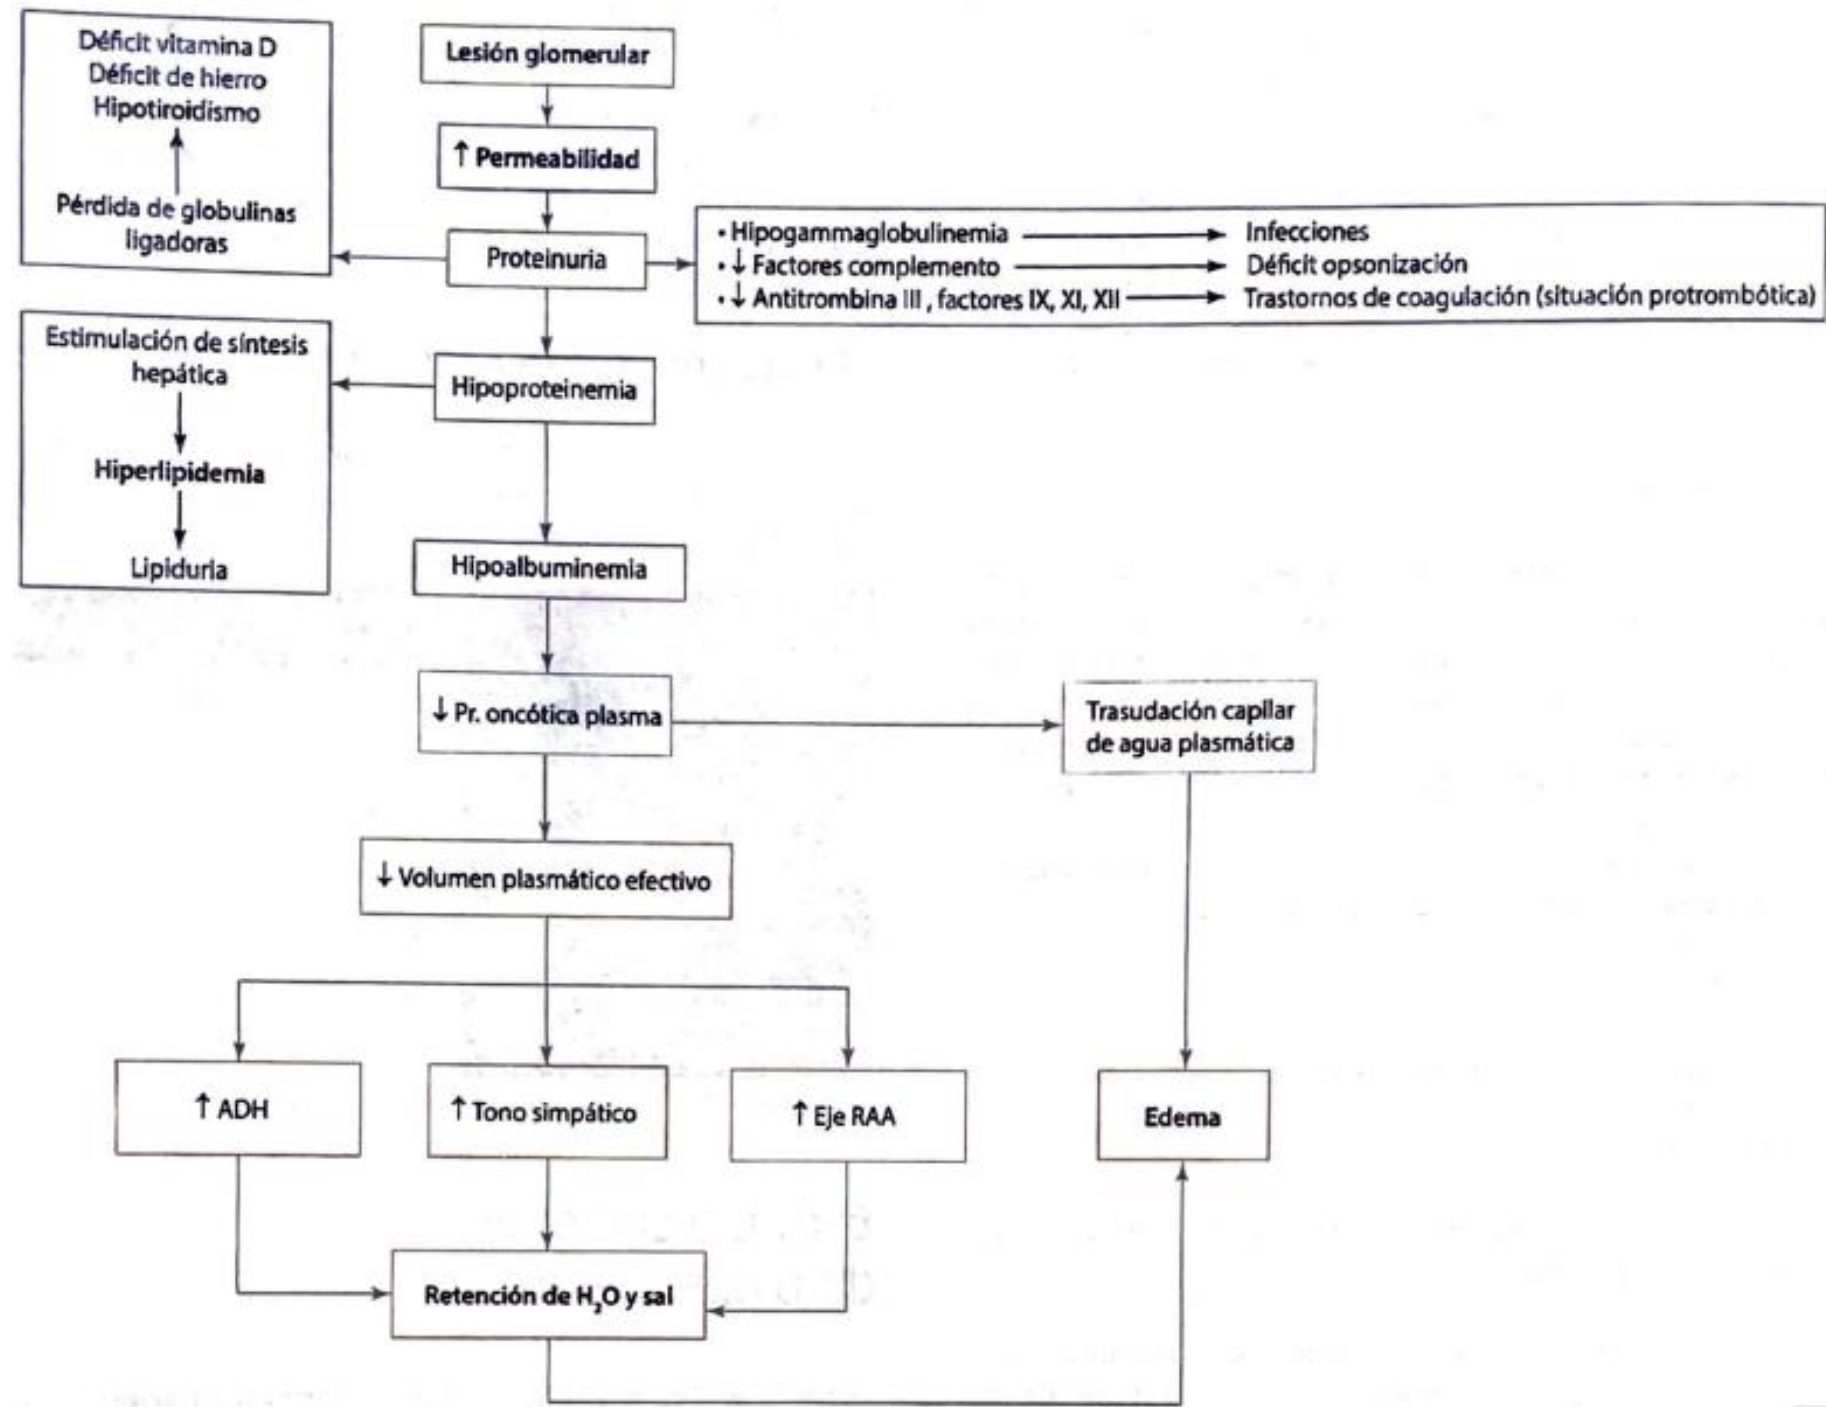 Déficit vitamina D
Déficit de hierro
Hipotiroidismo
Pérdida de globulinas
ligadoras
Lesión glomerular
↑ Permeabilidad
Proteinuria
• Hipogammaglobulinemia → Infecciones
• ↓ Factores complemento → Déficit opsonización
• ↓ Antitrombina III , factores IX, XI, XII → Trastornos de coagulación (situación protrombótica)
Estimulación de síntesis
hepática
Hiperlipidemia
Lipiduria
Hipoproteinemia
Hipoalbuminemia
↓ Pr. oncótica plasma
Trasudación capilar
de agua plasmática
↓ Volumen plasmático efectivo
↑ ADH
↑ Tono simpático
↑ Eje RAA
Edema
Retención de H₂O y sal